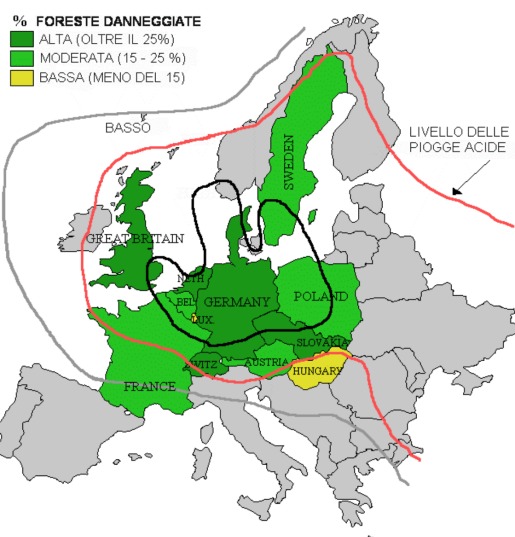 % FORESTE DANNEGGIATE
ALTA (OLTRE IL 25%)
MODERATA (15 - 25 %)
BASSA (MENO DEL 15)
BASSO
LIVELLO DELLE
PIOGGE ACIDE
SWEDEN
GREAT BRITAIN
NETH
BEL
GERMANY
POLAND
LUX.
SLOVAKIA
SWITZ
AUSTRIA
HUNGARY
FRANCE